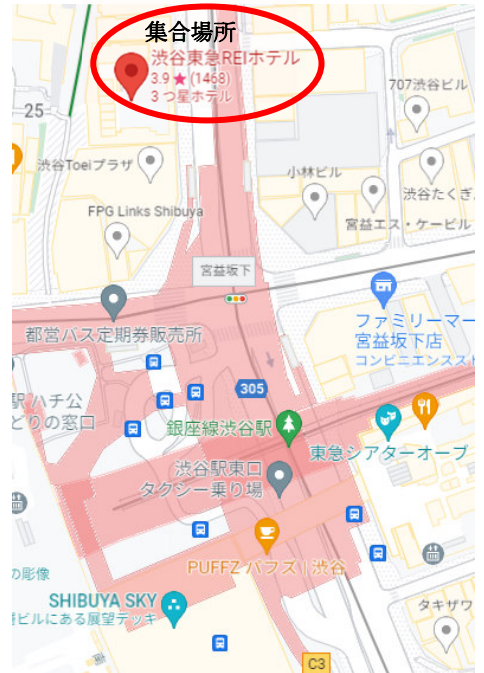 集合場所
渋谷東急REIホテル
3.9 ★ (1468)
3 つ星ホテル
707渋谷ビル
25
渋谷Toeiプラザ
小林ビル
渋谷たくぎ
FPG Links Shibuya
宮益エス・ケービル
宮益坂下
都営バス定期券販売所
ファミリーマー
宮益坂下店
コンビニエンススト
305
駅 ハチ公
どりの窓口
銀座線渋谷駅
東急シアターオーブ
渋谷駅東口
タクシー乗り場
PUFFZ パフズ | 渋谷
の彫像
SHIBUYA SKY
ビルにある展望デッキ
タキザワ
C3